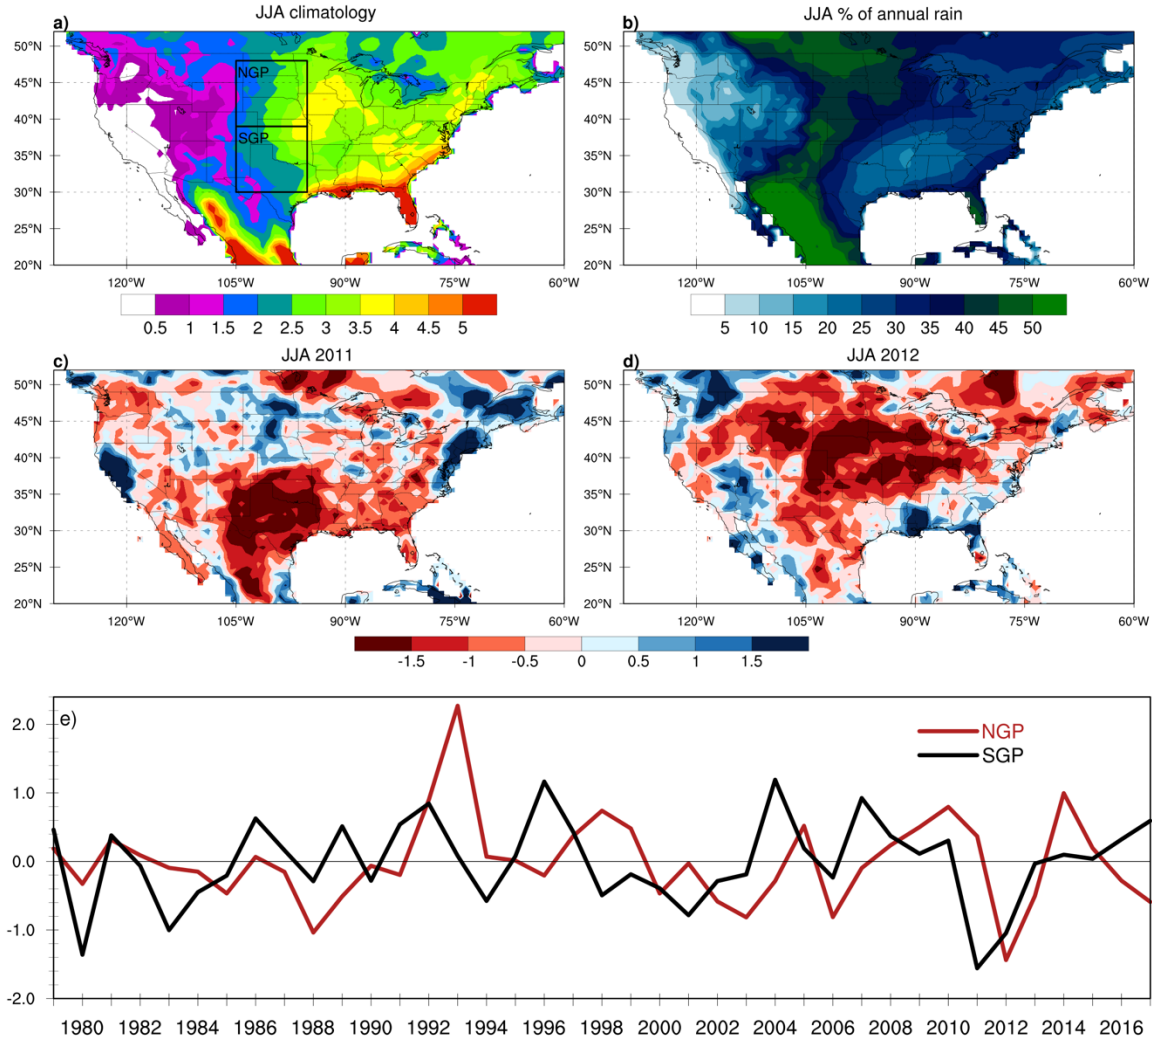 a) JJA climatology
50°N
45°N
40°N
35°N
30°N
25°N
20°N
NGP
SGP
120°W 105°W 90°W 75°W 60°W
0.5 1 1.5 2 2.5 3 3.5 4 4.5 5
b) JJA % of annual rain
50°N
45°N
40°N
35°N
30°N
25°N
20°N
120°W 105°W 90°W 75°W 60°W
5 10 15 20 25 30 35 40 45 50
c) JJA 2011
50°N
45°N
40°N
35°N
30°N
25°N
20°N
120°W 105°W 90°W 75°W 60°W
d) JJA 2012
50°N
45°N
40°N
35°N
30°N
25°N
20°N
120°W 105°W 90°W 75°W 60°W
-1.5 -1 -0.5 0 0.5 1 1.5
e)
2.0
1.0
0.0
-1.0
-2.0
NGP
SGP
1980 1982 1984 1986 1988 1990 1992 1994 1996 1998 2000 2002 2004 2006 2008 2010 2012 2014 2016